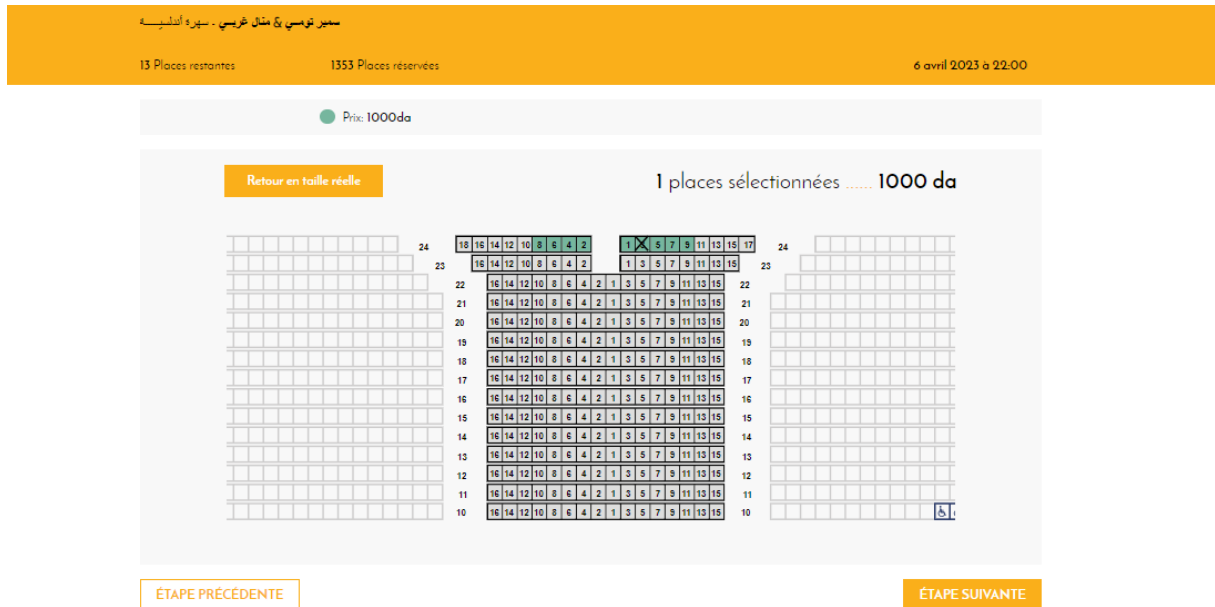 سمير تومي & منال غربي - سهرة أندلسية
13 Places restantes 1353 Places réservées 6 avril 2023 à 22:00
Prix: 1000da
Retour en taille réelle 1 places sélectionnées ...... 1000 da
24 18 16 14 12 10 8 6 4 2 1 5 7 9 11 13 15 17 24
23 16 14 12 10 8 6 4 2 1 3 5 7 9 11 13 15 23
22 16 14 12 10 8 6 4 2 1 3 5 7 9 11 13 15 22
21 16 14 12 10 8 6 4 2 1 3 5 7 9 11 13 15 21
20 16 14 12 10 8 6 4 2 1 3 5 7 9 11 13 15 20
19 16 14 12 10 8 6 4 2 1 3 5 7 9 11 13 15 19
18 16 14 12 10 8 6 4 2 1 3 5 7 9 11 13 15 18
17 16 14 12 10 8 6 4 2 1 3 5 7 9 11 13 15 17
16 16 14 12 10 8 6 4 2 1 3 5 7 9 11 13 15 16
15 16 14 12 10 8 6 4 2 1 3 5 7 9 11 13 15 15
14 16 14 12 10 8 6 4 2 1 3 5 7 9 11 13 15 14
13 16 14 12 10 8 6 4 2 1 3 5 7 9 11 13 15 13
12 16 14 12 10 8 6 4 2 1 3 5 7 9 11 13 15 12
11 16 14 12 10 8 6 4 2 1 3 5 7 9 11 13 15 11
10 16 14 12 10 8 6 4 2 1 3 5 7 9 11 13 15 10
ÉTAPE PRÉCÉDENTE ÉTAPE SUIVANTE